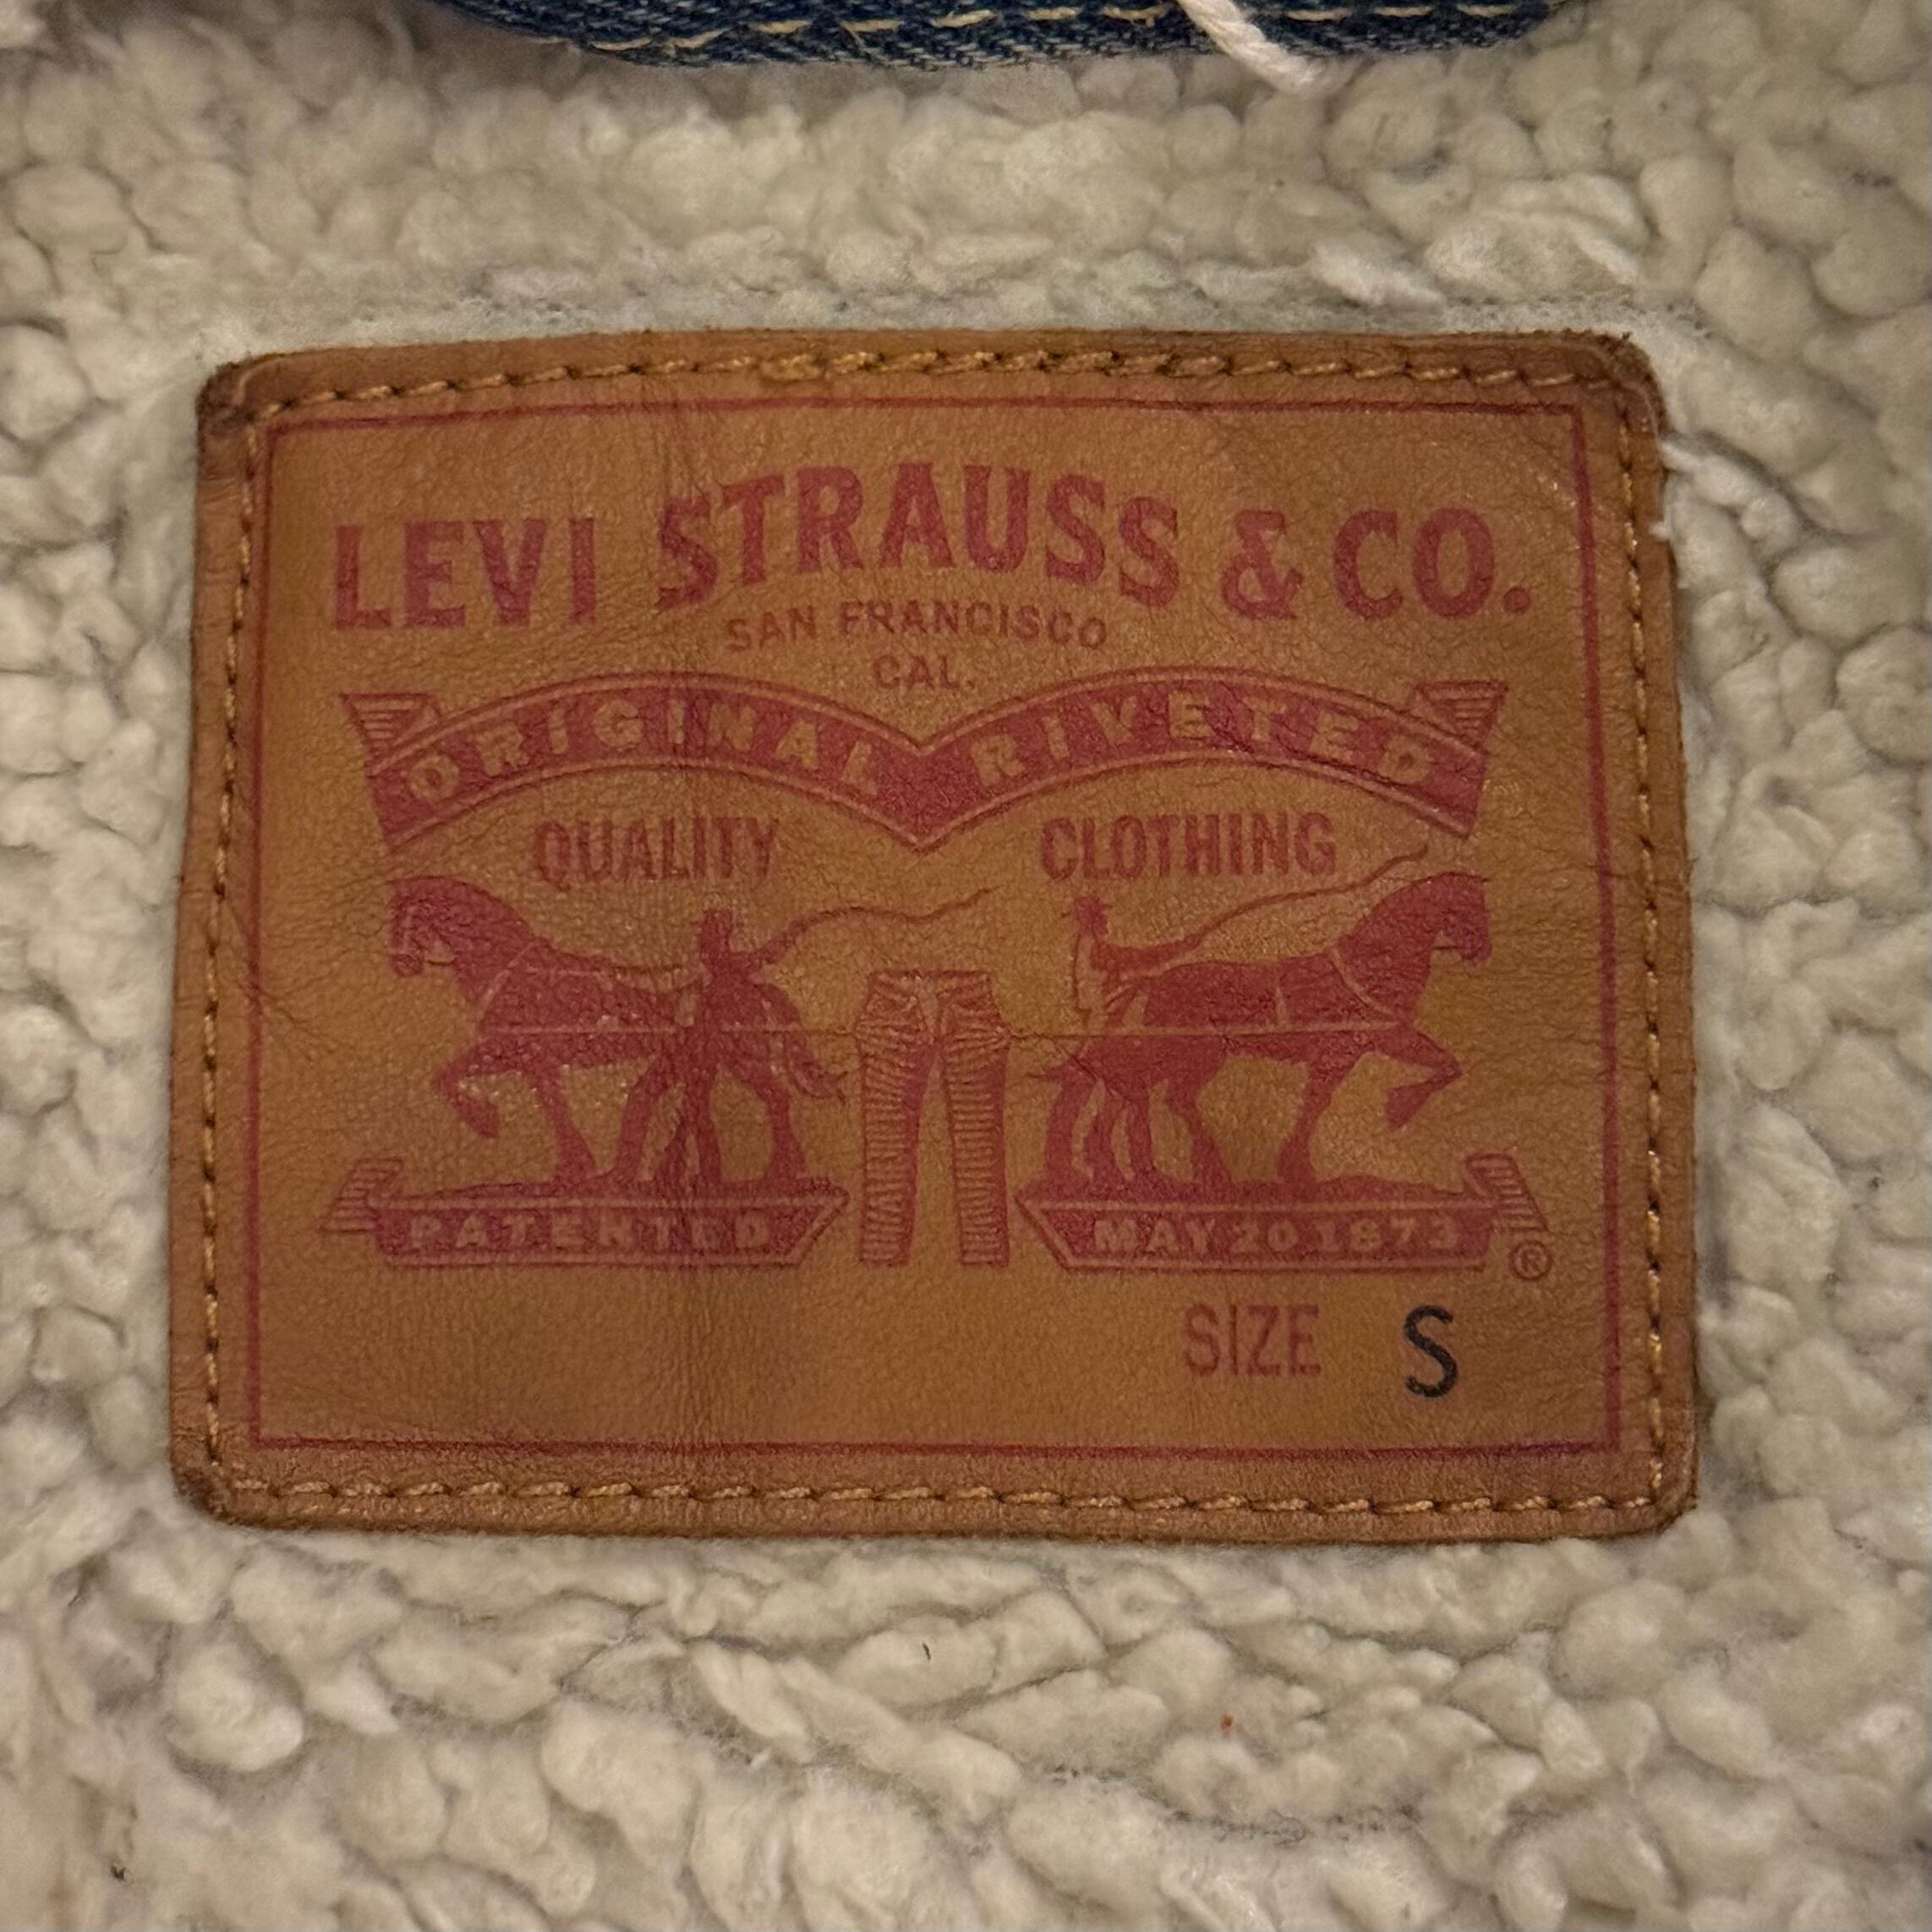 LEVI STRAUSS & CO.
SAN FRANCISCO
CAL.
ORIGINAL RIVETED
QUALITY CLOTHING
PATENTED MAY 20 1873
®
SIZE S